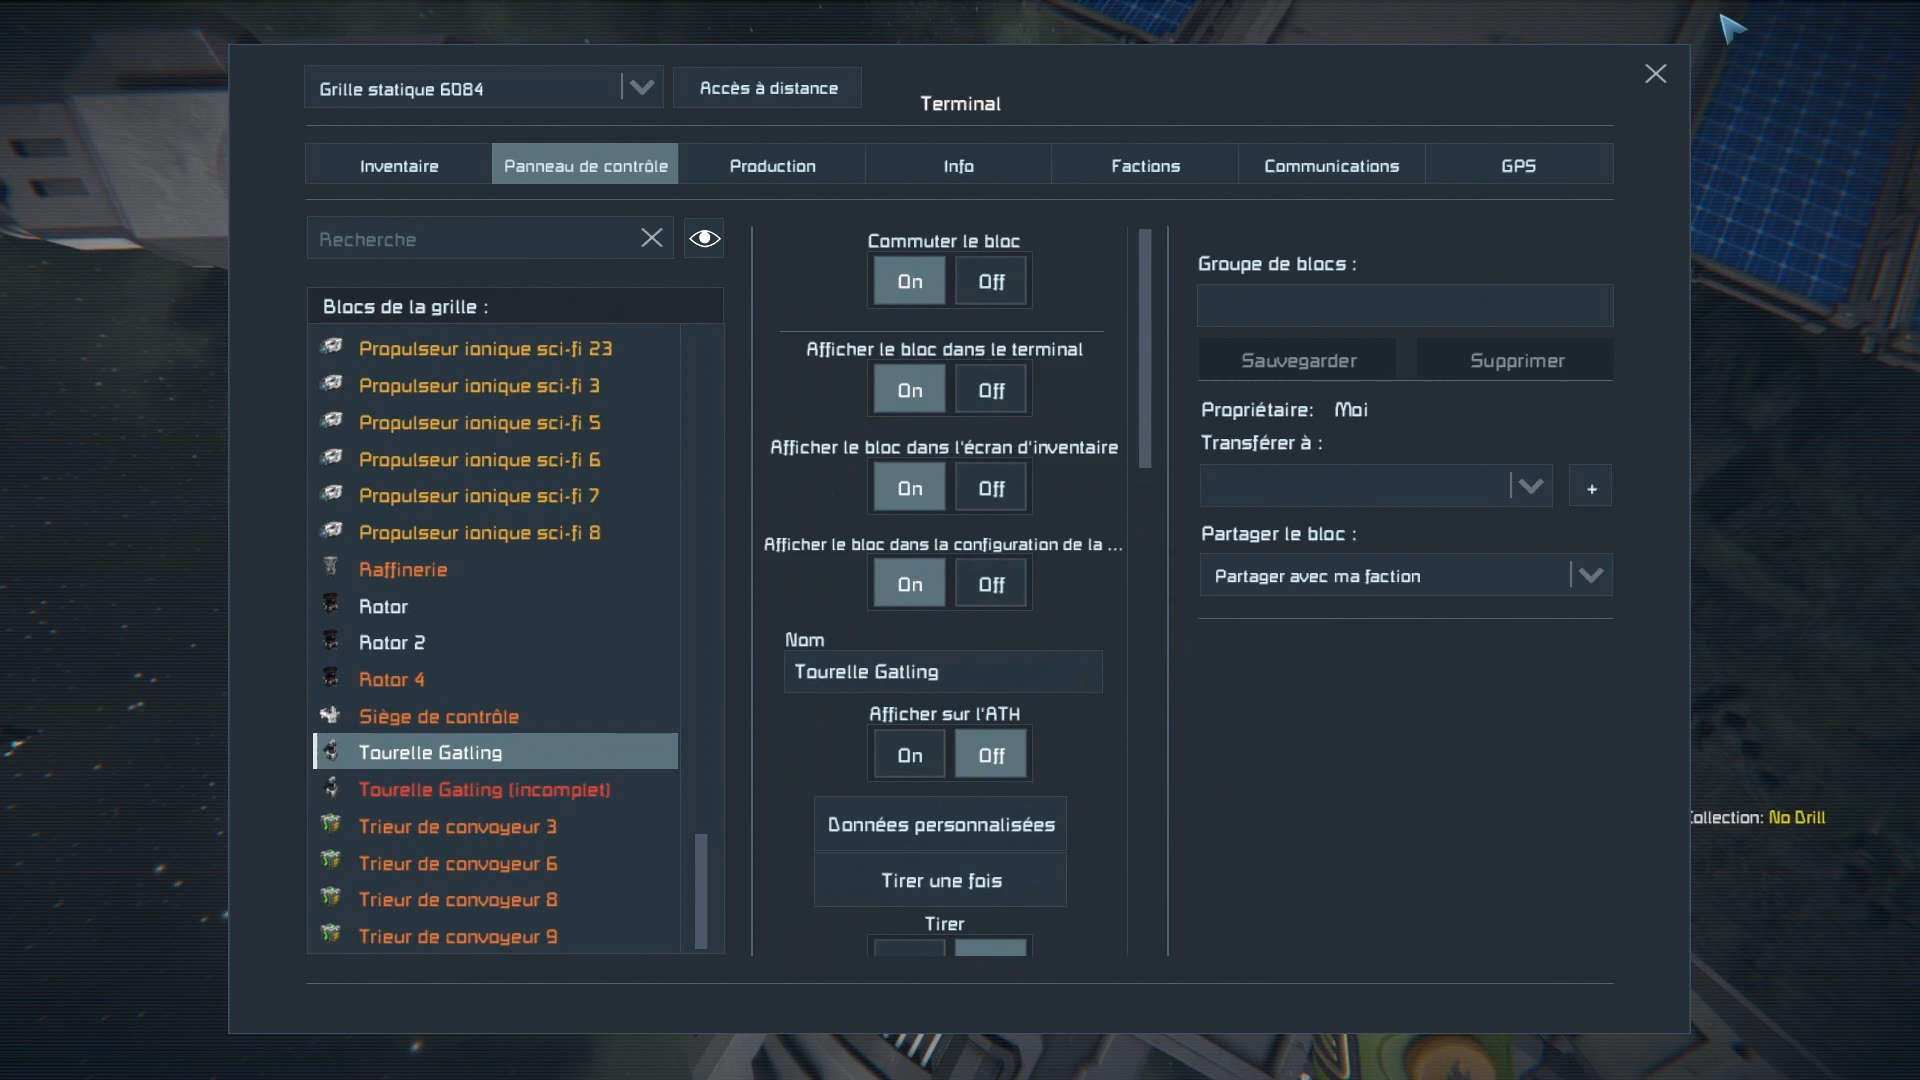 Grille statique 6084
Accès à distance
Terminal
Inventaire
Panneau de contrôle
Production
Info
Factions
Communications
GPS
Recherche
Blocs de la grille :
Propulseur ionique sci-fi 23
Propulseur ionique sci-fi 3
Propulseur ionique sci-fi 5
Propulseur ionique sci-fi 6
Propulseur ionique sci-fi 7
Propulseur ionique sci-fi 8
Raffinerie
Rotor
Rotor 2
Rotor 4
Siège de contrôle
Tourelle Gatling
Tourelle Gatling (incomplet)
Trieur de convoyeur 3
Trieur de convoyeur 6
Trieur de convoyeur 8
Trieur de convoyeur 9
Commuter le bloc
On Off
Afficher le bloc dans le terminal
On Off
Afficher le bloc dans l'écran d'inventaire
On Off
Afficher le bloc dans la configuration de la ...
On Off
Nom
Tourelle Gatling
Afficher sur l'ATH
On Off
Données personnalisées
Tirer une fois
Tirer
Groupe de blocs :
Sauvegarder
Supprimer
Propriétaire: Moi
Transférer à :
+
Partager le bloc :
Partager avec ma faction
Collection: No Drill